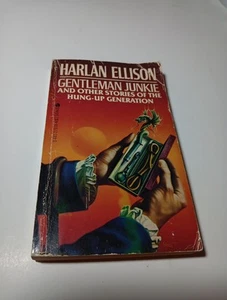 HARLAN ELLISON
GENTLEMAN JUNKIE
AND OTHER STORIES OF THE
HUNG-UP GENERATION